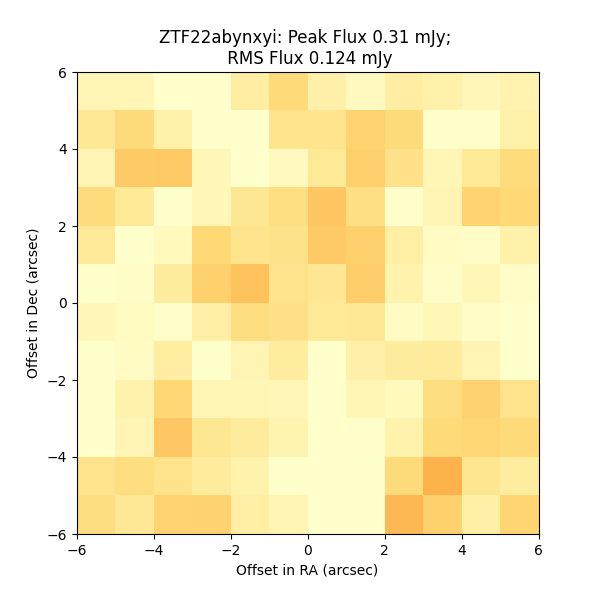 ZTF22abynxyi: Peak Flux 0.31 mJy;
RMS Flux 0.124 mJy
6
4
2
0
−2
−4
−6
Offset in Dec (arcsec)
−6 −4 −2 0 2 4 6
Offset in RA (arcsec)